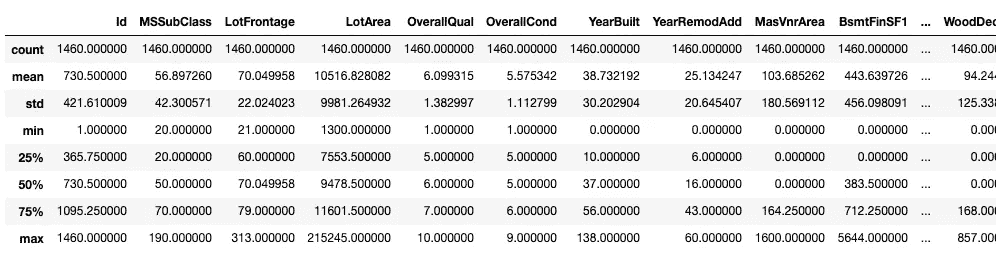 Id MSSubClass LotFrontage LotArea OverallQual OverallCond YearBuilt YearRemodAdd MasVnrArea BsmtFinSF1 ... WoodDec
count 1460.000000 1460.000000 1460.000000 1460.000000 1460.000000 1460.000000 1460.000000 1460.000000 1460.000000 1460.000000 ... 1460.000
mean 730.500000 56.897260 70.049958 10516.828082 6.099315 5.575342 38.732192 25.134247 103.685262 443.639726 ... 94.244
std 421.610009 42.300571 22.024023 9981.264932 1.382997 1.112799 30.202904 20.645407 180.569112 456.098091 ... 125.338
min 1.000000 20.000000 21.000000 1300.000000 1.000000 1.000000 0.000000 0.000000 0.000000 0.000000 ... 0.000
25% 365.750000 20.000000 60.000000 7553.500000 5.000000 5.000000 10.000000 6.000000 0.000000 0.000000 ... 0.000
50% 730.500000 50.000000 70.049958 9478.500000 6.000000 5.000000 37.000000 16.000000 0.000000 383.500000 ... 0.000
75% 1095.250000 70.000000 79.000000 11601.500000 7.000000 6.000000 56.000000 43.000000 164.250000 712.250000 ... 168.000
max 1460.000000 190.000000 313.000000 215245.000000 10.000000 9.000000 138.000000 60.000000 1600.000000 5644.000000 ... 857.000